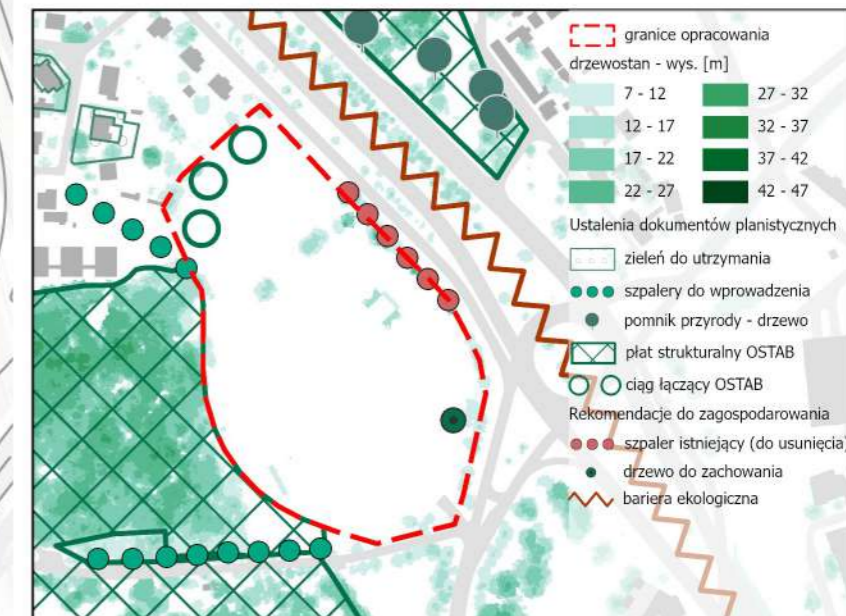 granice opracowania
drzewostan - wys. [m]
7 - 12 27 - 32
12 - 17 32 - 37
17 - 22 37 - 42
22 - 27 42 - 47
Ustalenia dokumentów planistycznych
zieleń do utrzymania
szpalery do wprowadzenia
pomnik przyrody - drzewo
płat strukturalny OSTAB
ciąg łączący OSTAB
Rekomendacje do zagospodarowania
szpaler istniejący (do usunięcia)
drzewo do zachowania
bariera ekologiczna